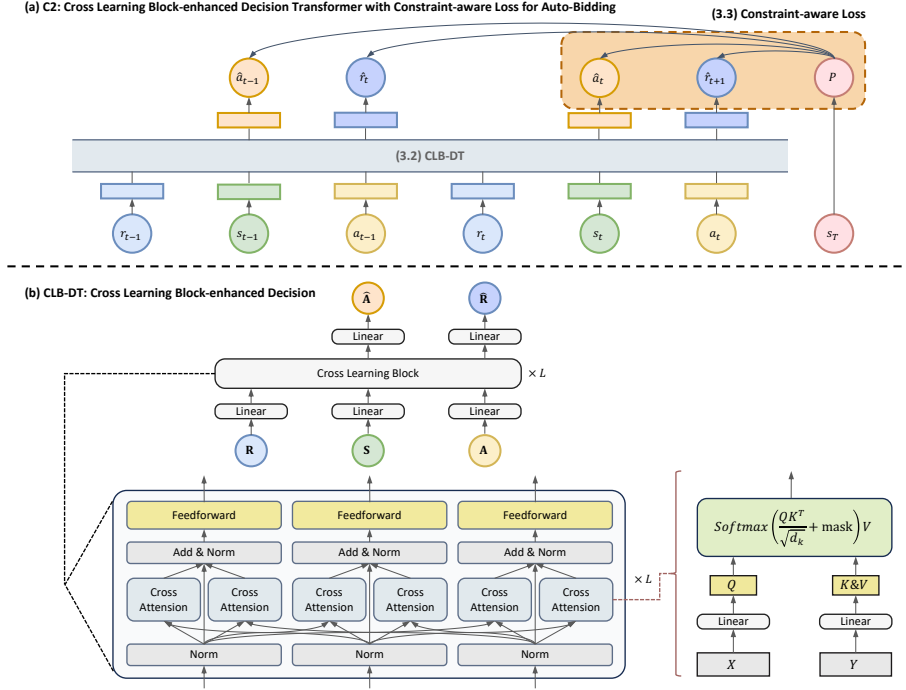 (a) C2: Cross Learning Block-enhanced Decision Transformer with Constraint-aware Loss for Auto-Bidding
(3.3) Constraint-aware Loss
â_{t−1}
r̂_t
â_t
r̂_{t+1}
P
(3.2) CLB-DT
r_{t−1}
s_{t−1}
a_{t−1}
r_t
s_t
a_t
s_T
(b) CLB-DT: Cross Learning Block-enhanced Decision
Â
R̂
Linear
Linear
Cross Learning Block
× L
Linear
Linear
Linear
R
S
A
Feedforward
Feedforward
Feedforward
Add & Norm
Add & Norm
Add & Norm
Cross
Attention
Cross
Attention
Cross
Attention
Cross
Attention
Cross
Attention
Cross
Attention
Norm
Norm
Norm
× L
Softmax(QK^T/√d_k + mask)V
Q
K&V
Linear
Linear
X
Y